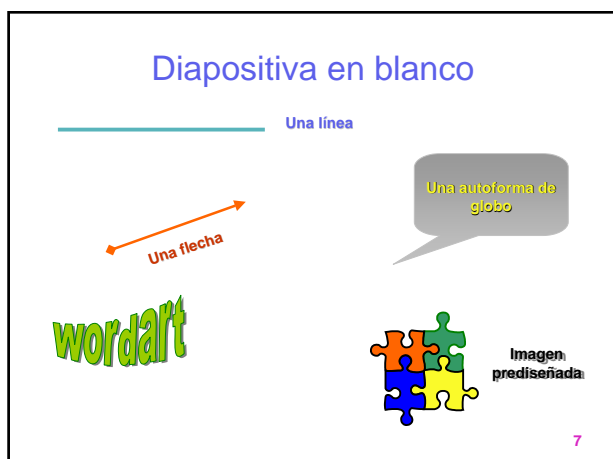 Diapositiva en blanco
Una línea
Una autoforma de
globo
Una flecha
wordart
Imagen
prediseñada
7